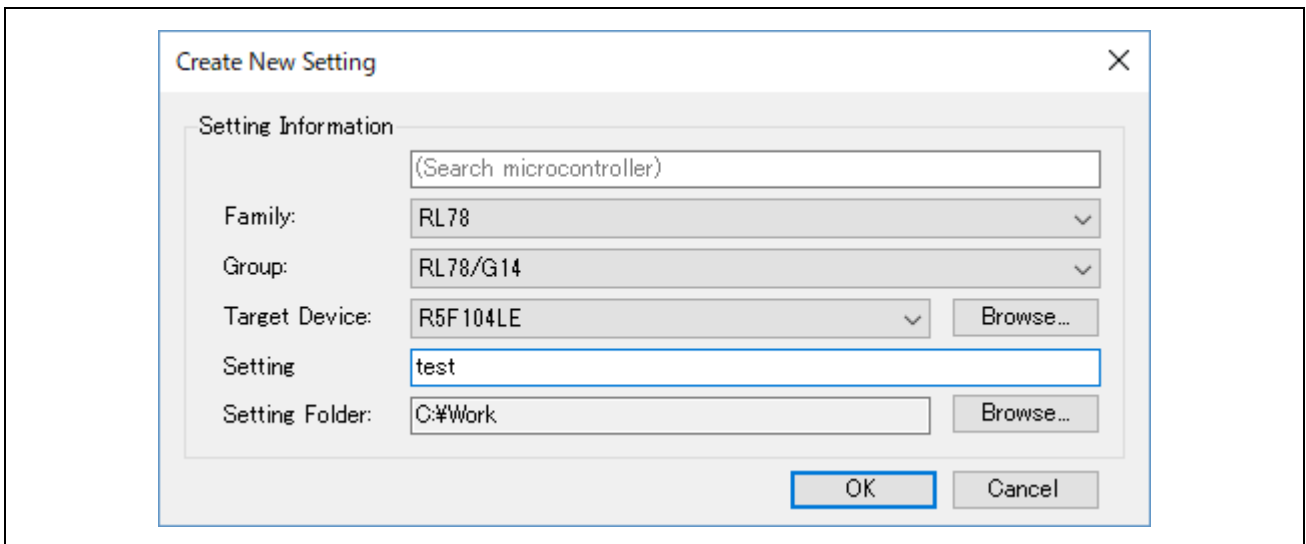 Create New Setting
Setting Information
(Search microcontroller)
Family: RL78
Group: RL78/G14
Target Device: R5F104LE Browse...
Setting test
Setting Folder: C:¥Work Browse...
OK Cancel